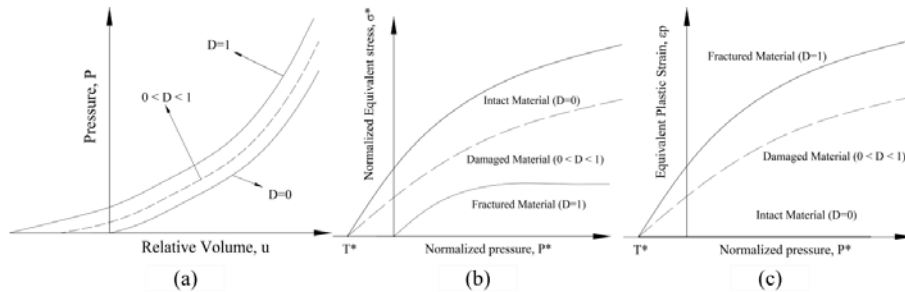 Pressure, P
D=1
0 < D < 1
D=0
Relative Volume, u
(a)
Normalized Equivalent stress, σ*
Intact Material (D=0)
Damaged Material (0 < D < 1)
Fractured Material (D=1)
T*
Normalized pressure, P*
(b)
Equivalent Plastic Strain, εp
Fractured Material (D=1)
Damaged Material (0 < D < 1)
Intact Material (D=0)
T*
Normalized pressure, P*
(c)